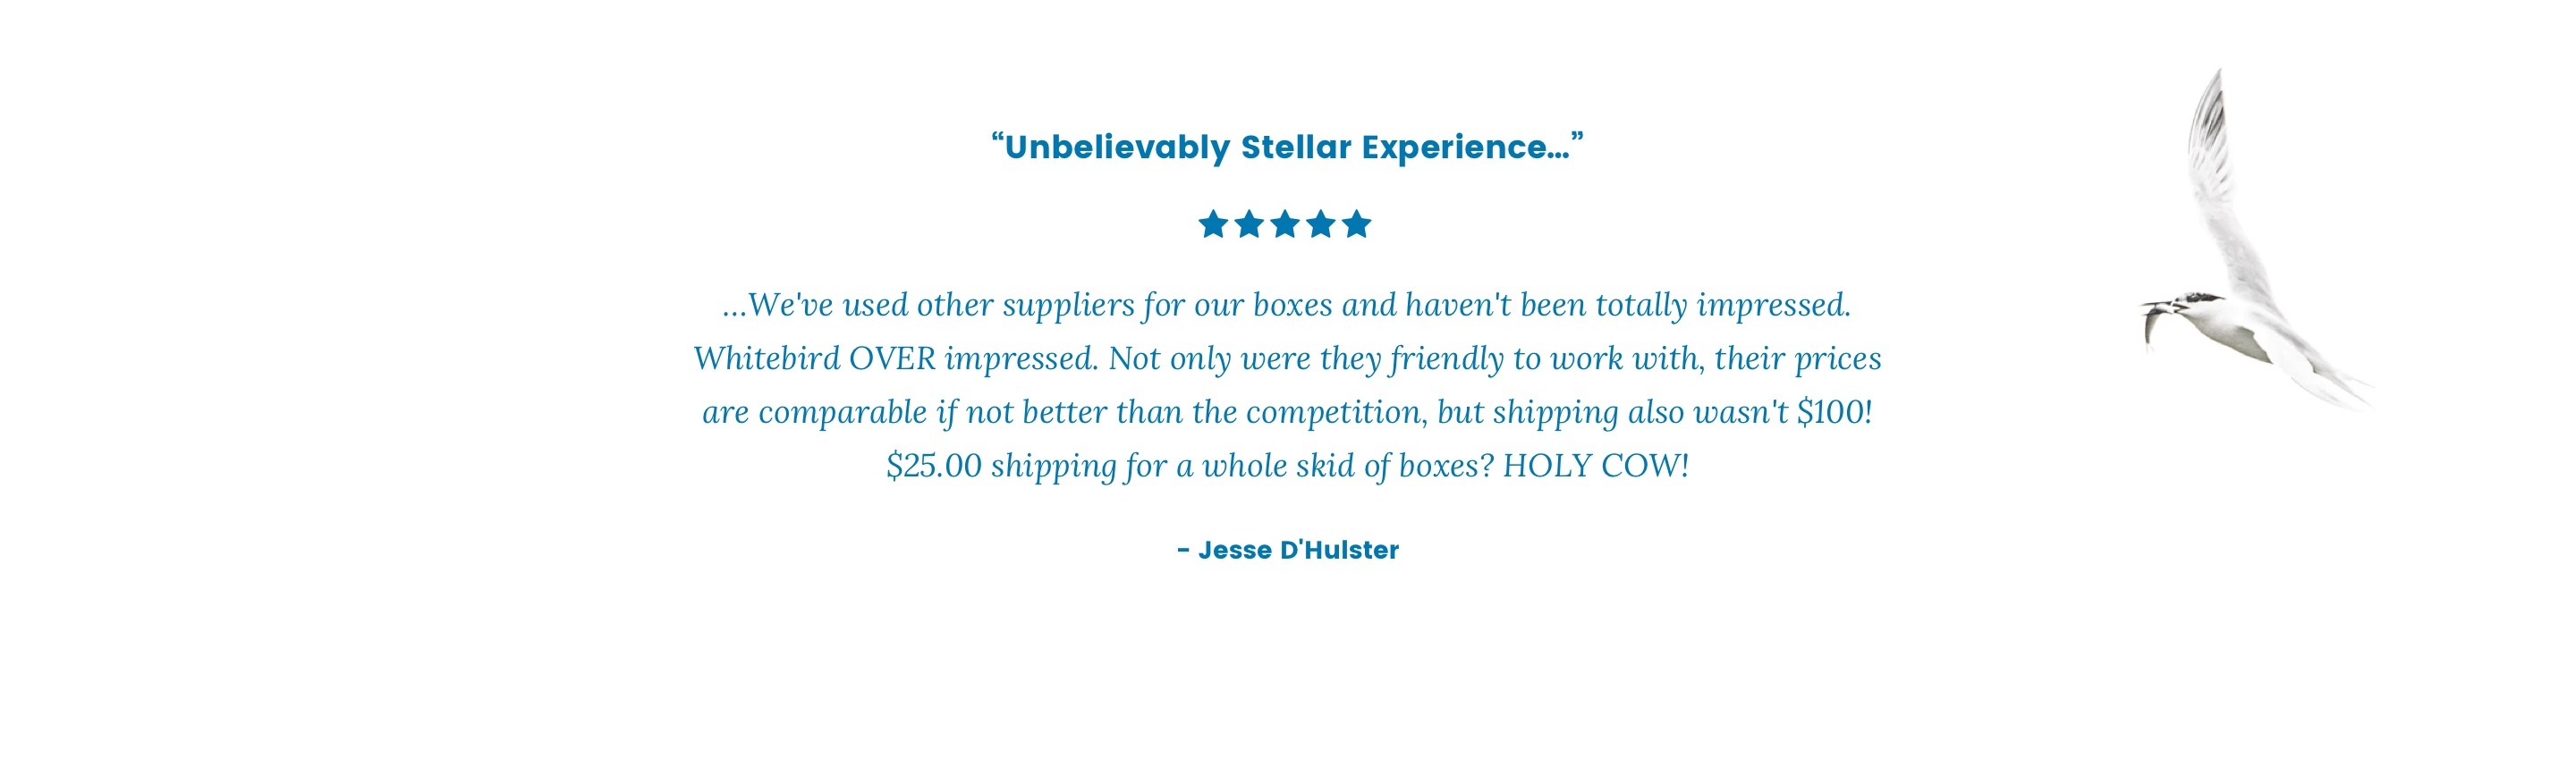 “Unbelievably Stellar Experience...”
...We've used other suppliers for our boxes and haven't been totally impressed.
Whitebird OVER impressed. Not only were they friendly to work with, their prices
are comparable if not better than the competition, but shipping also wasn't $100!
$25.00 shipping for a whole skid of boxes? HOLY COW!
- Jesse D'Hulster